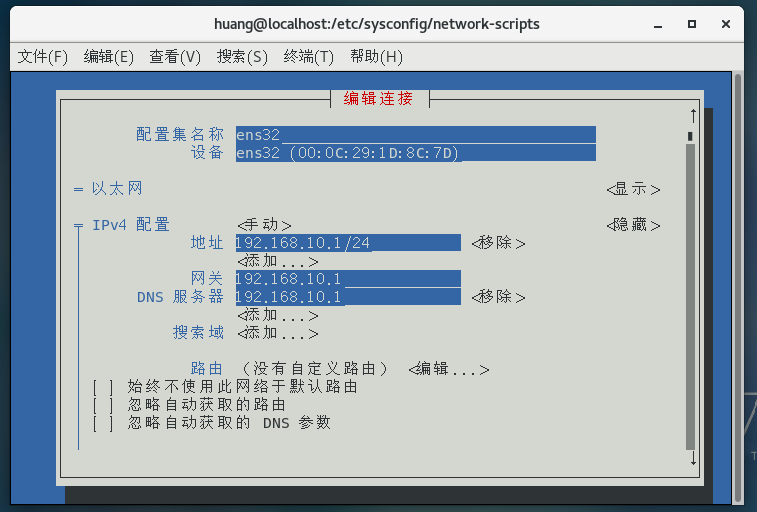 huang@localhost:/etc/sysconfig/network-scripts
文件(F) 编辑(E) 查看(V) 搜索(S) 终端(T) 帮助(H)
编辑连接
配置集名称 ens32
设备 ens32 (00:0C:29:1D:8C:7D)
= 以太网 <显示>
IPv4 配置 <手动> <隐藏>
地址 192.168.10.1/24 <移除>
<添加...>
网关 192.168.10.1
DNS 服务器 192.168.10.1 <移除>
<添加...>
搜索域 <添加...>
路由 (没有自定义路由) <编辑...>
[ ] 始终不使用此网络于默认路由
[ ] 忽略自动获取的路由
[ ] 忽略自动获取的 DNS 参数